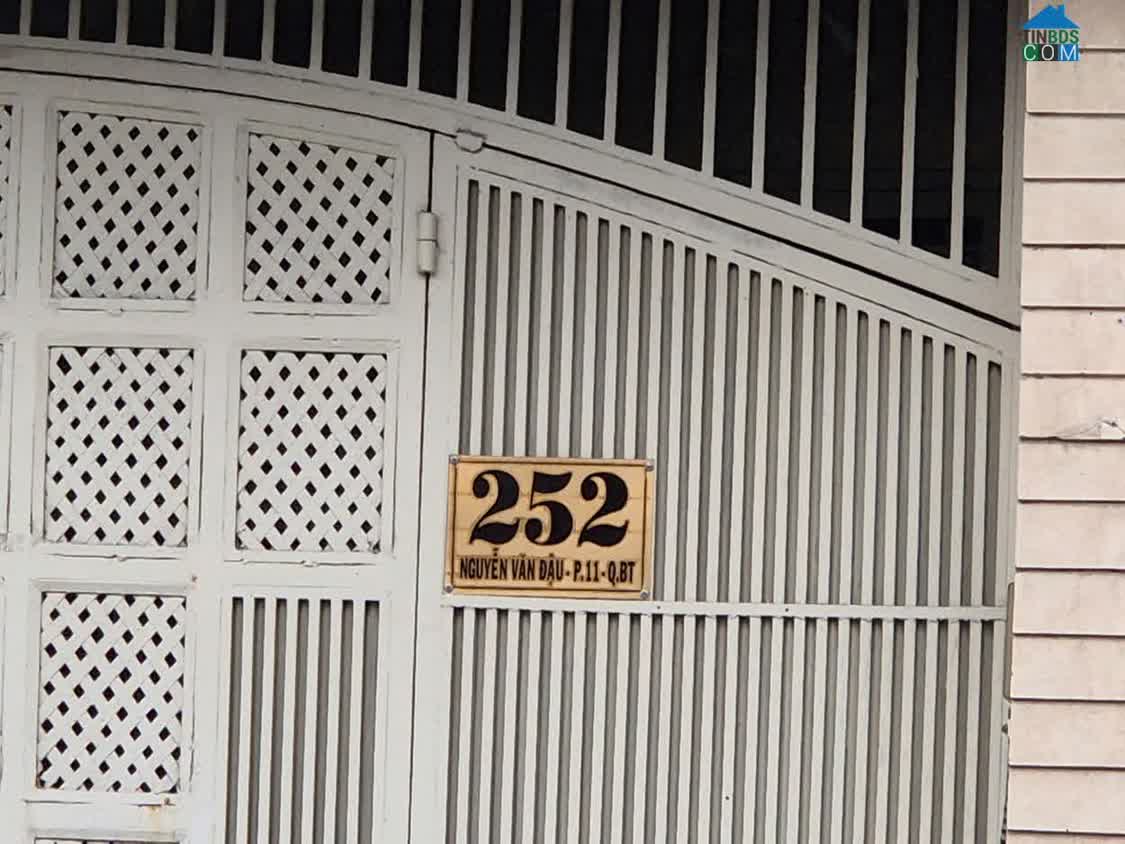 TINBDS
COM
252
NGUYỄN VĂN ĐẬU - P.11 - Q.BT